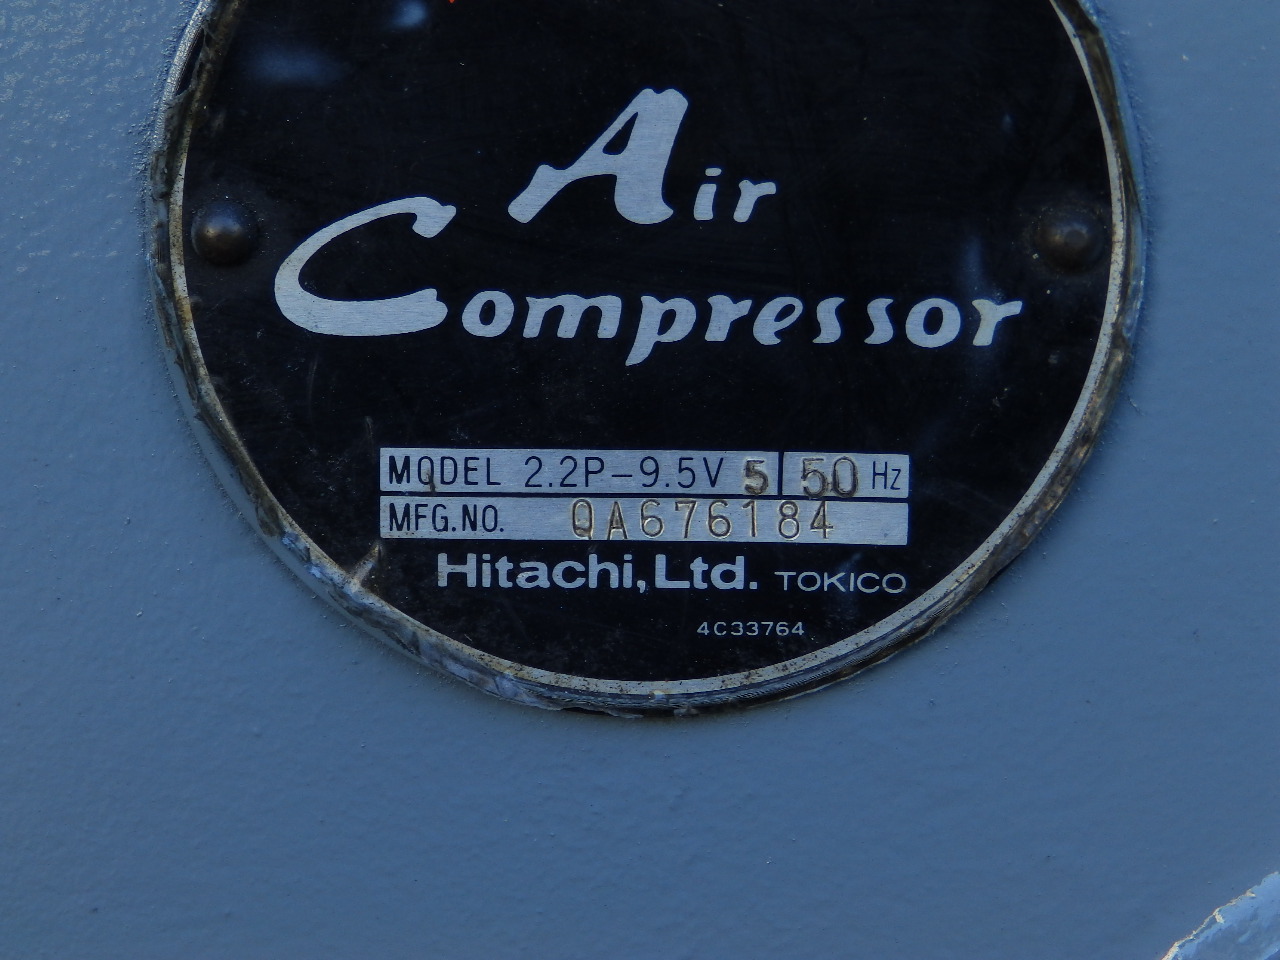 Air
Compressor
MODEL 2.2P-9.5V 5 50 Hz
MFG.NO. QA676184
Hitachi, Ltd. TOKICO
4C33764